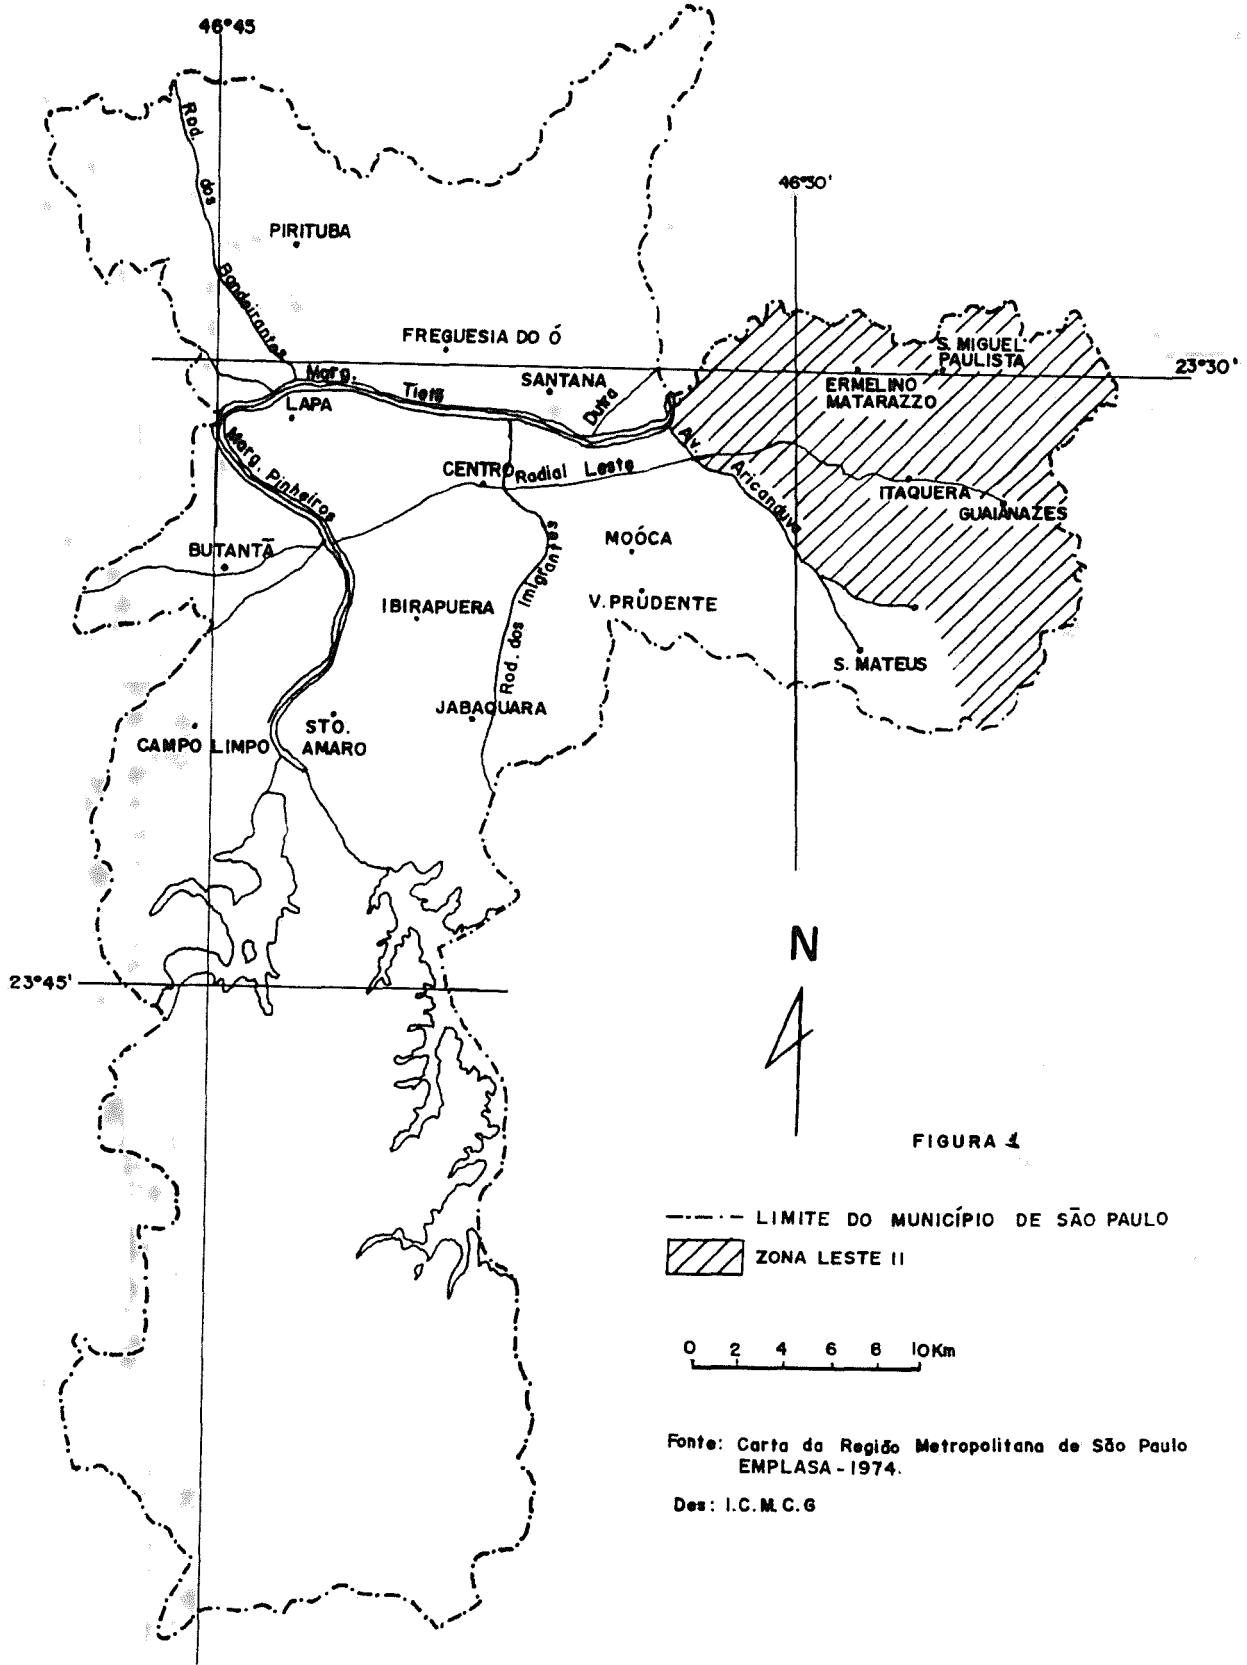 46°45
46°30'
Rod. dos Bandeirantes
PIRITUBA
FREGUESIA DO Ó
S. MIGUEL
PAULISTA
23°30'
Marg. Tietê
SANTANA
Dutra
ERMELINO
MATARAZZO
LAPA
Marg. Pinheiros
Av. Aricanduva
CENTRO
Radial Leste
ITAQUERA
GUAIANAZES
BUTANTÃ
MOÓCA
IBIRAPUERA
Rod. dos Imigrantes
V. PRUDENTE
S. MATEUS
JABAQUARA
STO.
AMARO
CAMPO LIMPO
N
23°45'
FIGURA 1
LIMITE DO MUNICÍPIO DE SÃO PAULO
ZONA LESTE II
0 2 4 6 8 10Km
Fonte: Carta da Região Metropolitana de São Paulo
EMPLASA - 1974.
Des: I.C.M.C.G